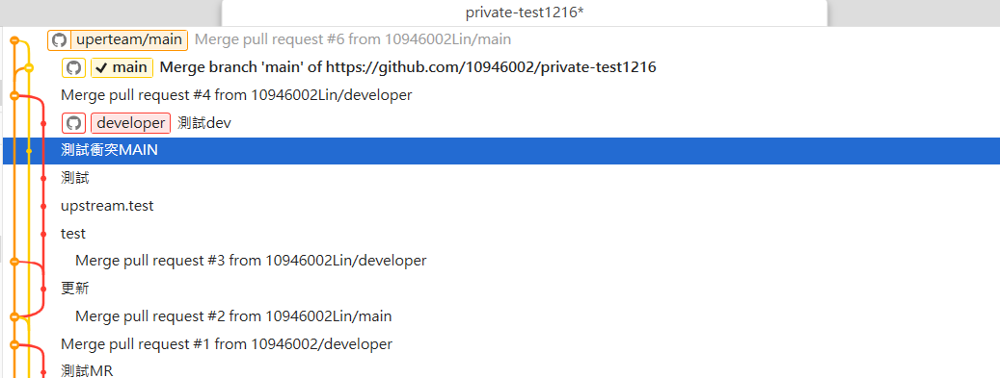 private-test1216*
uperteam/main Merge pull request #6 from 10946002Lin/main
main Merge branch 'main' of https://github.com/10946002/private-test1216
Merge pull request #4 from 10946002Lin/developer
developer 測試dev
測試衝突MAIN
測試
upstream.test
test
Merge pull request #3 from 10946002Lin/developer
更新
Merge pull request #2 from 10946002Lin/main
Merge pull request #1 from 10946002/developer
測試MR